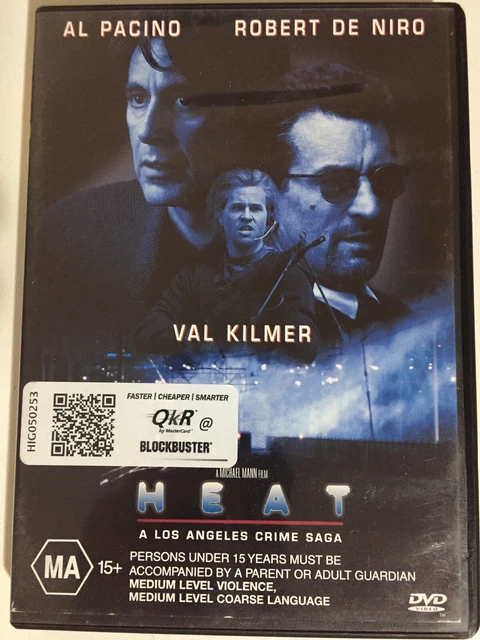 AL PACINO ROBERT DE NIRO
VAL KILMER
HIG050253
FASTER | CHEAPER | SMARTER
QkR™ @
by MasterCard
BLOCKBUSTER
A MICHAEL MANN FILM
HEAT
A LOS ANGELES CRIME SAGA
MA 15+
PERSONS UNDER 15 YEARS MUST BE
ACCOMPANIED BY A PARENT OR ADULT GUARDIAN
MEDIUM LEVEL VIOLENCE,
MEDIUM LEVEL COARSE LANGUAGE
DVD
VIDEO